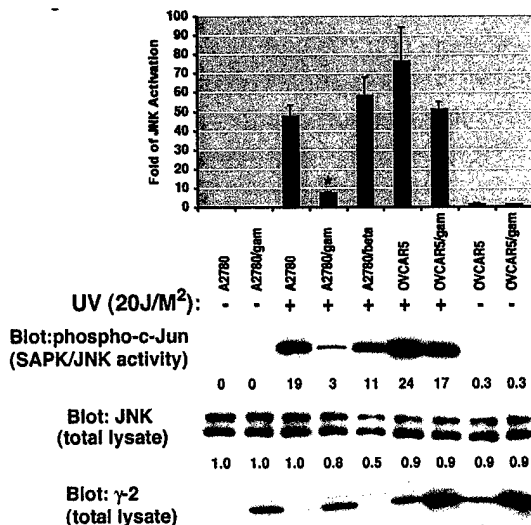 100
90
80
70
60
50
40
30
20
10
0
Fold of JNK Activation
*
A2780
A2780/gam
A2780
A2780/gam
A2780/beta
OVCAR5
OVCAR5/gam
OVCAR5
OVCAR5/gam
UV (20J/M²): - - + + + + + - -
Blot:phospho-c-Jun
(SAPK/JNK activity)
0 0 19 3 11 24 17 0.3 0.3
Blot: JNK
(total lysate)
1.0 1.0 1.0 0.8 0.5 0.9 0.9 0.9 0.9
Blot: γ-2
(total lysate)